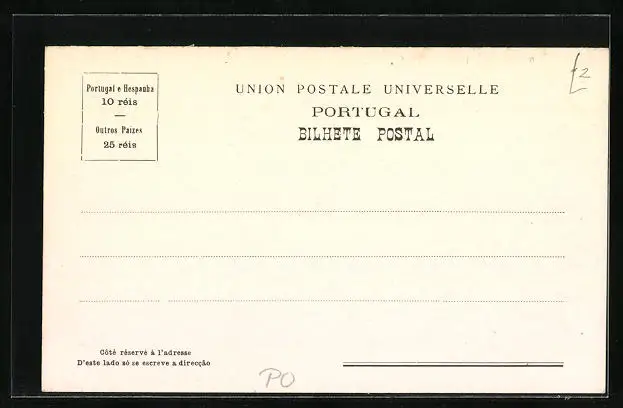 Portugal e Hespanha
10 réis
Outros Paizes
25 réis
UNION POSTALE UNIVERSELLE
PORTUGAL
BILHETE POSTAL
Côté réservé à l'adresse
D'este lado só se escreve a direcção
PO